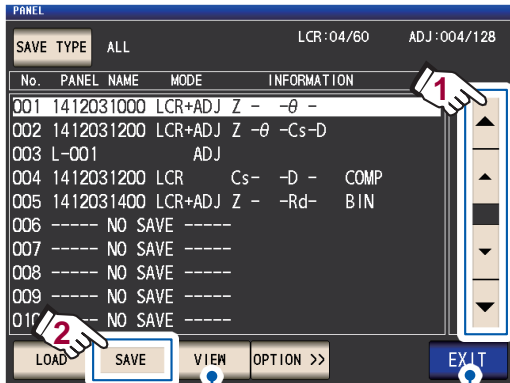 PANEL
SAVE TYPE ALL LCR:04/60 ADJ:004/128
No. PANEL NAME MODE INFORMATION
001 1412031000 LCR+ADJ Z - -θ -
002 1412031200 LCR+ADJ Z - -θ -Cs-D
003 L-001 ADJ
004 1412031200 LCR Cs- -D - COMP
005 1412031400 LCR+ADJ Z - -Rd- BIN
006 ----- NO SAVE -----
007 ----- NO SAVE -----
008 ----- NO SAVE -----
009 ----- NO SAVE -----
010 NO SAVE -----
1
2
LOAD SAVE VIEW OPTION >> EXIT